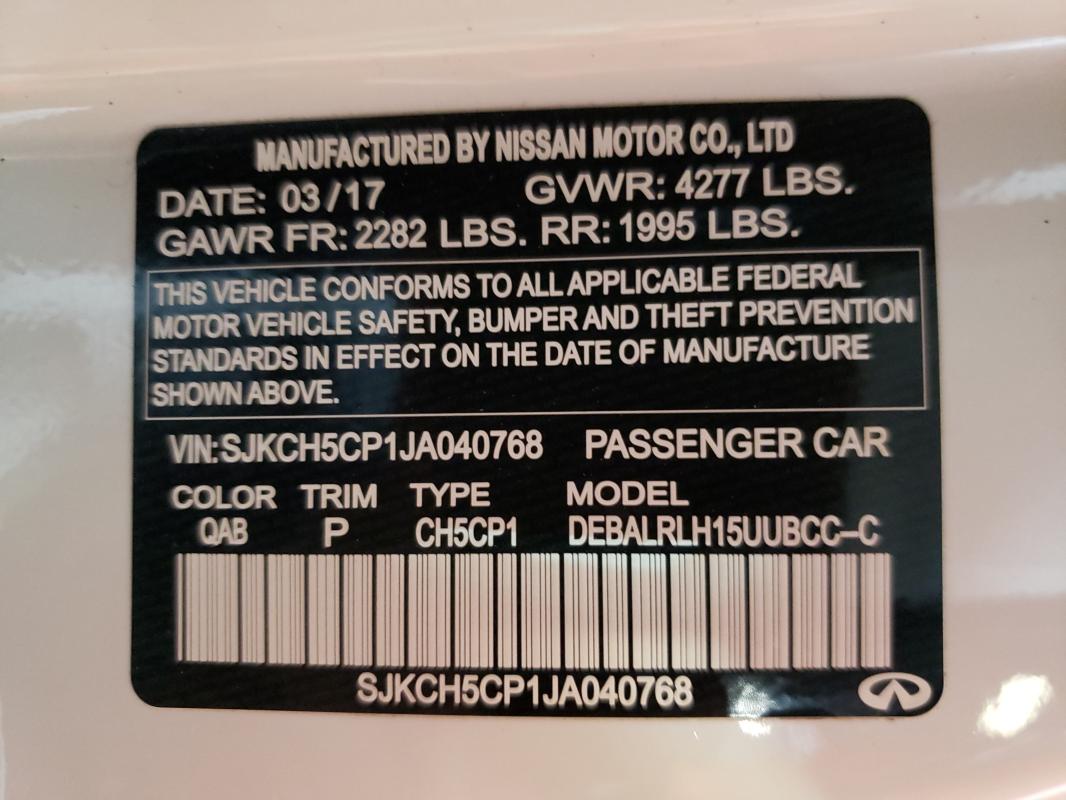 MANUFACTURED BY NISSAN MOTOR CO., LTD
DATE: 03/17 GVWR: 4277 LBS.
GAWR FR: 2282 LBS. RR: 1995 LBS.
THIS VEHICLE CONFORMS TO ALL APPLICABLE FEDERAL
MOTOR VEHICLE SAFETY, BUMPER AND THEFT PREVENTION
STANDARDS IN EFFECT ON THE DATE OF MANUFACTURE
SHOWN ABOVE.
VIN: SJKCH5CP1JA040768 PASSENGER CAR
COLOR TRIM TYPE MODEL
QAB P CH5CP1 DEBALRLH15UUBCC-C
SJKCH5CP1JA040768